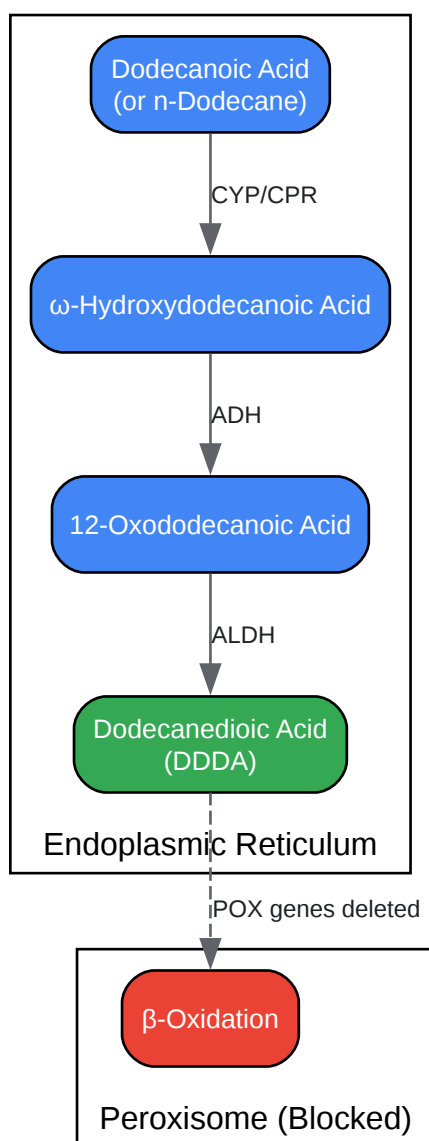 Dodecanoic Acid
(or n-Dodecane)
CYP/CPR
ω-Hydroxydodecanoic Acid
ADH
12-Oxododecanoic Acid
ALDH
Dodecanedioic Acid
(DDDA)
Endoplasmic Reticulum
POX genes deleted
β-Oxidation
Peroxisome (Blocked)